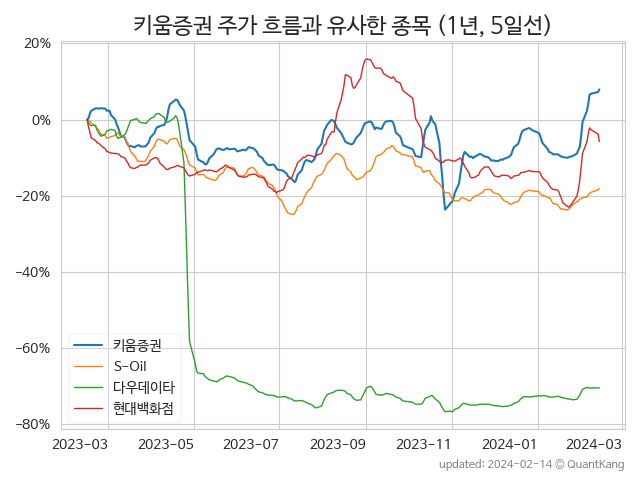 키움증권 주가 흐름과 유사한 종목 (1년, 5일선)
20%
0%
−20%
−40%
−60%
−80%
키움증권
S-Oil
다우데이타
현대백화점
2023-03 2023-05 2023-07 2023-09 2023-11 2024-01 2024-03
updated: 2024-02-14 © QuantKang